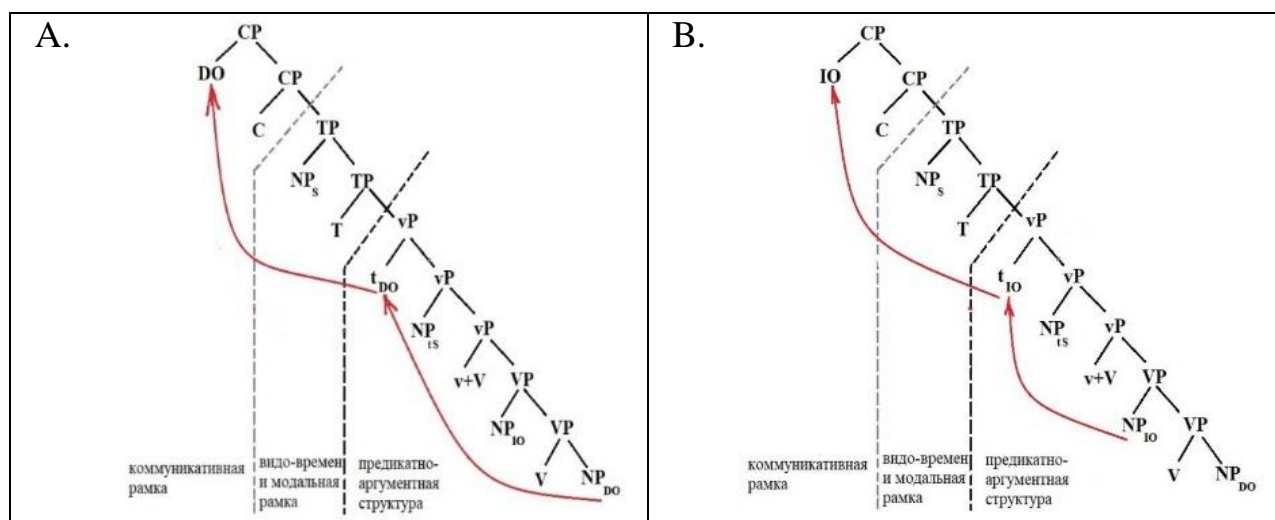 A.
CP
DO CP
C TP
NP_S TP
T vP
t_DO vP
NP_tS vP
v+V VP
NP_IO VP
V NP_DO
коммуникативная
рамка
видо-времен
и модальная
рамка
предикатно-
аргументная
структура
B.
CP
IO CP
C TP
NP_S TP
T vP
t_IO vP
NP_tS vP
v+V VP
NP_IO VP
V NP_DO
коммуникативная
рамка
видо-времен
и модальная
рамка
предикатно-
аргументная
структура